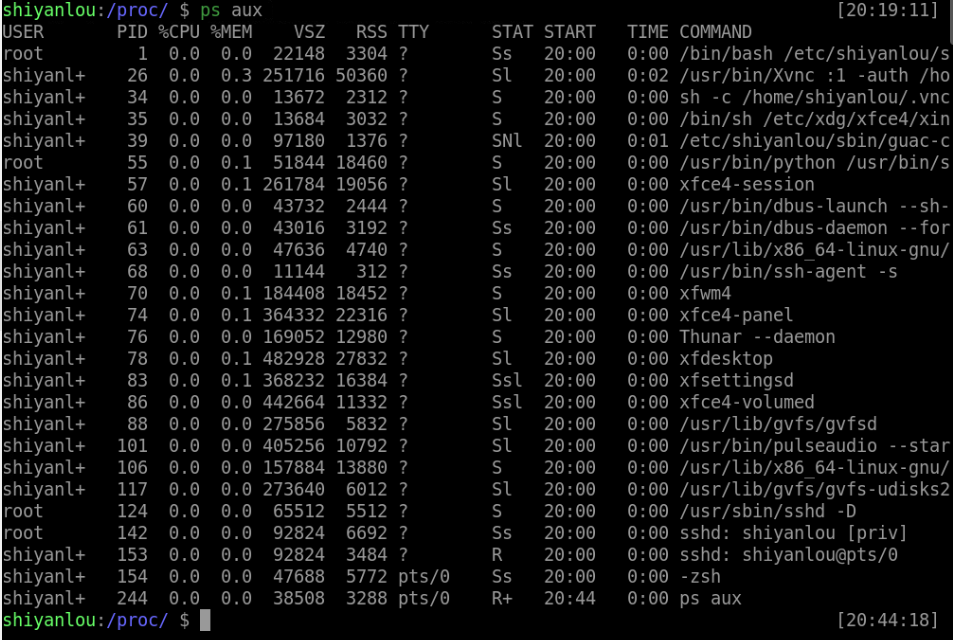 shiyanlou:/proc/ $ ps aux [20:19:11]
USER PID %CPU %MEM VSZ RSS TTY STAT START TIME COMMAND
root 1 0.0 0.0 22148 3304 ? Ss 20:00 0:00 /bin/bash /etc/shiyanlou/s
shiyanl+ 26 0.0 0.3 251716 50360 ? Sl 20:00 0:02 /usr/bin/Xvnc :1 -auth /ho
shiyanl+ 34 0.0 0.0 13672 2312 ? S 20:00 0:00 sh -c /home/shiyanlou/.vnc
shiyanl+ 35 0.0 0.0 13684 3032 ? S 20:00 0:00 /bin/sh /etc/xdg/xfce4/xin
shiyanl+ 39 0.0 0.0 97180 1376 ? SNl 20:00 0:01 /etc/shiyanlou/sbin/guac-c
root 55 0.0 0.1 51844 18460 ? S 20:00 0:00 /usr/bin/python /usr/bin/s
shiyanl+ 57 0.0 0.1 261784 19056 ? Sl 20:00 0:00 xfce4-session
shiyanl+ 60 0.0 0.0 43732 2444 ? S 20:00 0:00 /usr/bin/dbus-launch --sh-
shiyanl+ 61 0.0 0.0 43016 3192 ? Ss 20:00 0:00 /usr/bin/dbus-daemon --for
shiyanl+ 63 0.0 0.0 47636 4740 ? S 20:00 0:00 /usr/lib/x86_64-linux-gnu/
shiyanl+ 68 0.0 0.0 11144 312 ? Ss 20:00 0:00 /usr/bin/ssh-agent -s
shiyanl+ 70 0.0 0.1 184408 18452 ? S 20:00 0:00 xfwm4
shiyanl+ 74 0.0 0.1 364332 22316 ? Sl 20:00 0:00 xfce4-panel
shiyanl+ 76 0.0 0.0 169052 12980 ? S 20:00 0:00 Thunar --daemon
shiyanl+ 78 0.0 0.1 482928 27832 ? Sl 20:00 0:00 xfdesktop
shiyanl+ 83 0.0 0.1 368232 16384 ? Ssl 20:00 0:00 xfsettingsd
shiyanl+ 86 0.0 0.0 442664 11332 ? Ssl 20:00 0:00 xfce4-volumed
shiyanl+ 88 0.0 0.0 275856 5832 ? Sl 20:00 0:00 /usr/lib/gvfs/gvfsd
shiyanl+ 101 0.0 0.0 405256 10792 ? Sl 20:00 0:00 /usr/bin/pulseaudio --star
shiyanl+ 106 0.0 0.0 157884 13880 ? S 20:00 0:00 /usr/lib/x86_64-linux-gnu/
shiyanl+ 117 0.0 0.0 273640 6012 ? Sl 20:00 0:00 /usr/lib/gvfs/gvfs-udisks2
root 124 0.0 0.0 65512 5512 ? S 20:00 0:00 /usr/sbin/sshd -D
root 142 0.0 0.0 92824 6692 ? Ss 20:00 0:00 sshd: shiyanlou [priv]
shiyanl+ 153 0.0 0.0 92824 3484 ? R 20:00 0:00 sshd: shiyanlou@pts/0
shiyanl+ 154 0.0 0.0 47688 5772 pts/0 Ss 20:00 0:00 -zsh
shiyanl+ 244 0.0 0.0 38508 3288 pts/0 R+ 20:44 0:00 ps aux
shiyanlou:/proc/ $ [20:44:18]